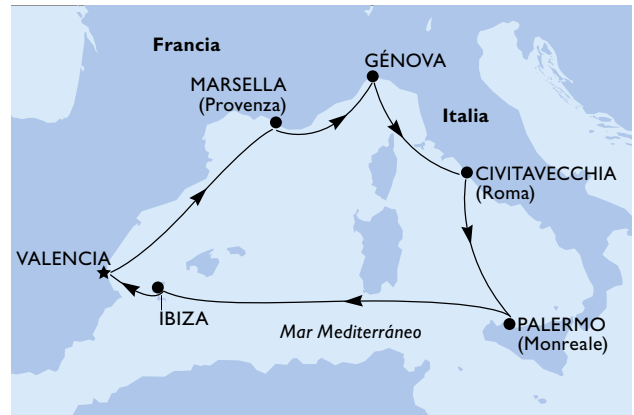 Francia
GÉNOVA
MARSELLA
(Provenza)
Italia
CIVITAVECCHIA
(Roma)
VALENCIA
IBIZA
Mar Mediterráneo
PALERMO
(Monreale)